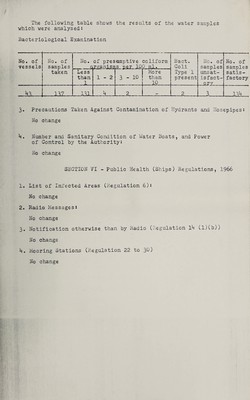 The following table shows the results of the water samples
which were analysed:
Bacteriological Examination
No. of vessels | No. of samples taken | No. of presumptive coliform organisms per 100 ml. | Bact. Coli Type 1 present | No. of samples unsat-isfact-ory | No. of samples satis-factory
Less than 1 | 1 - 2 | 3 - 10 | More than 10
43 | 137 | 131 | 4 | 2 | - | 2 | 3 | 134
3. Precautions Taken Against Contamination of Hydrants and Hosepipes:
No change
4. Number and Sanitary Condition of Water Boats, and Power
of Control by the Authority:
No change
SECTION VI - Public Health (Ships) Regulations, 1966
1. List of Infected Areas (Regulation 6):
No change
2. Radio Messages:
No change
3. Notification otherwise than by Radio (Regulation 14 (1)(b))
No change
4. Mooring Stations (Regulation 22 to 30)
No change